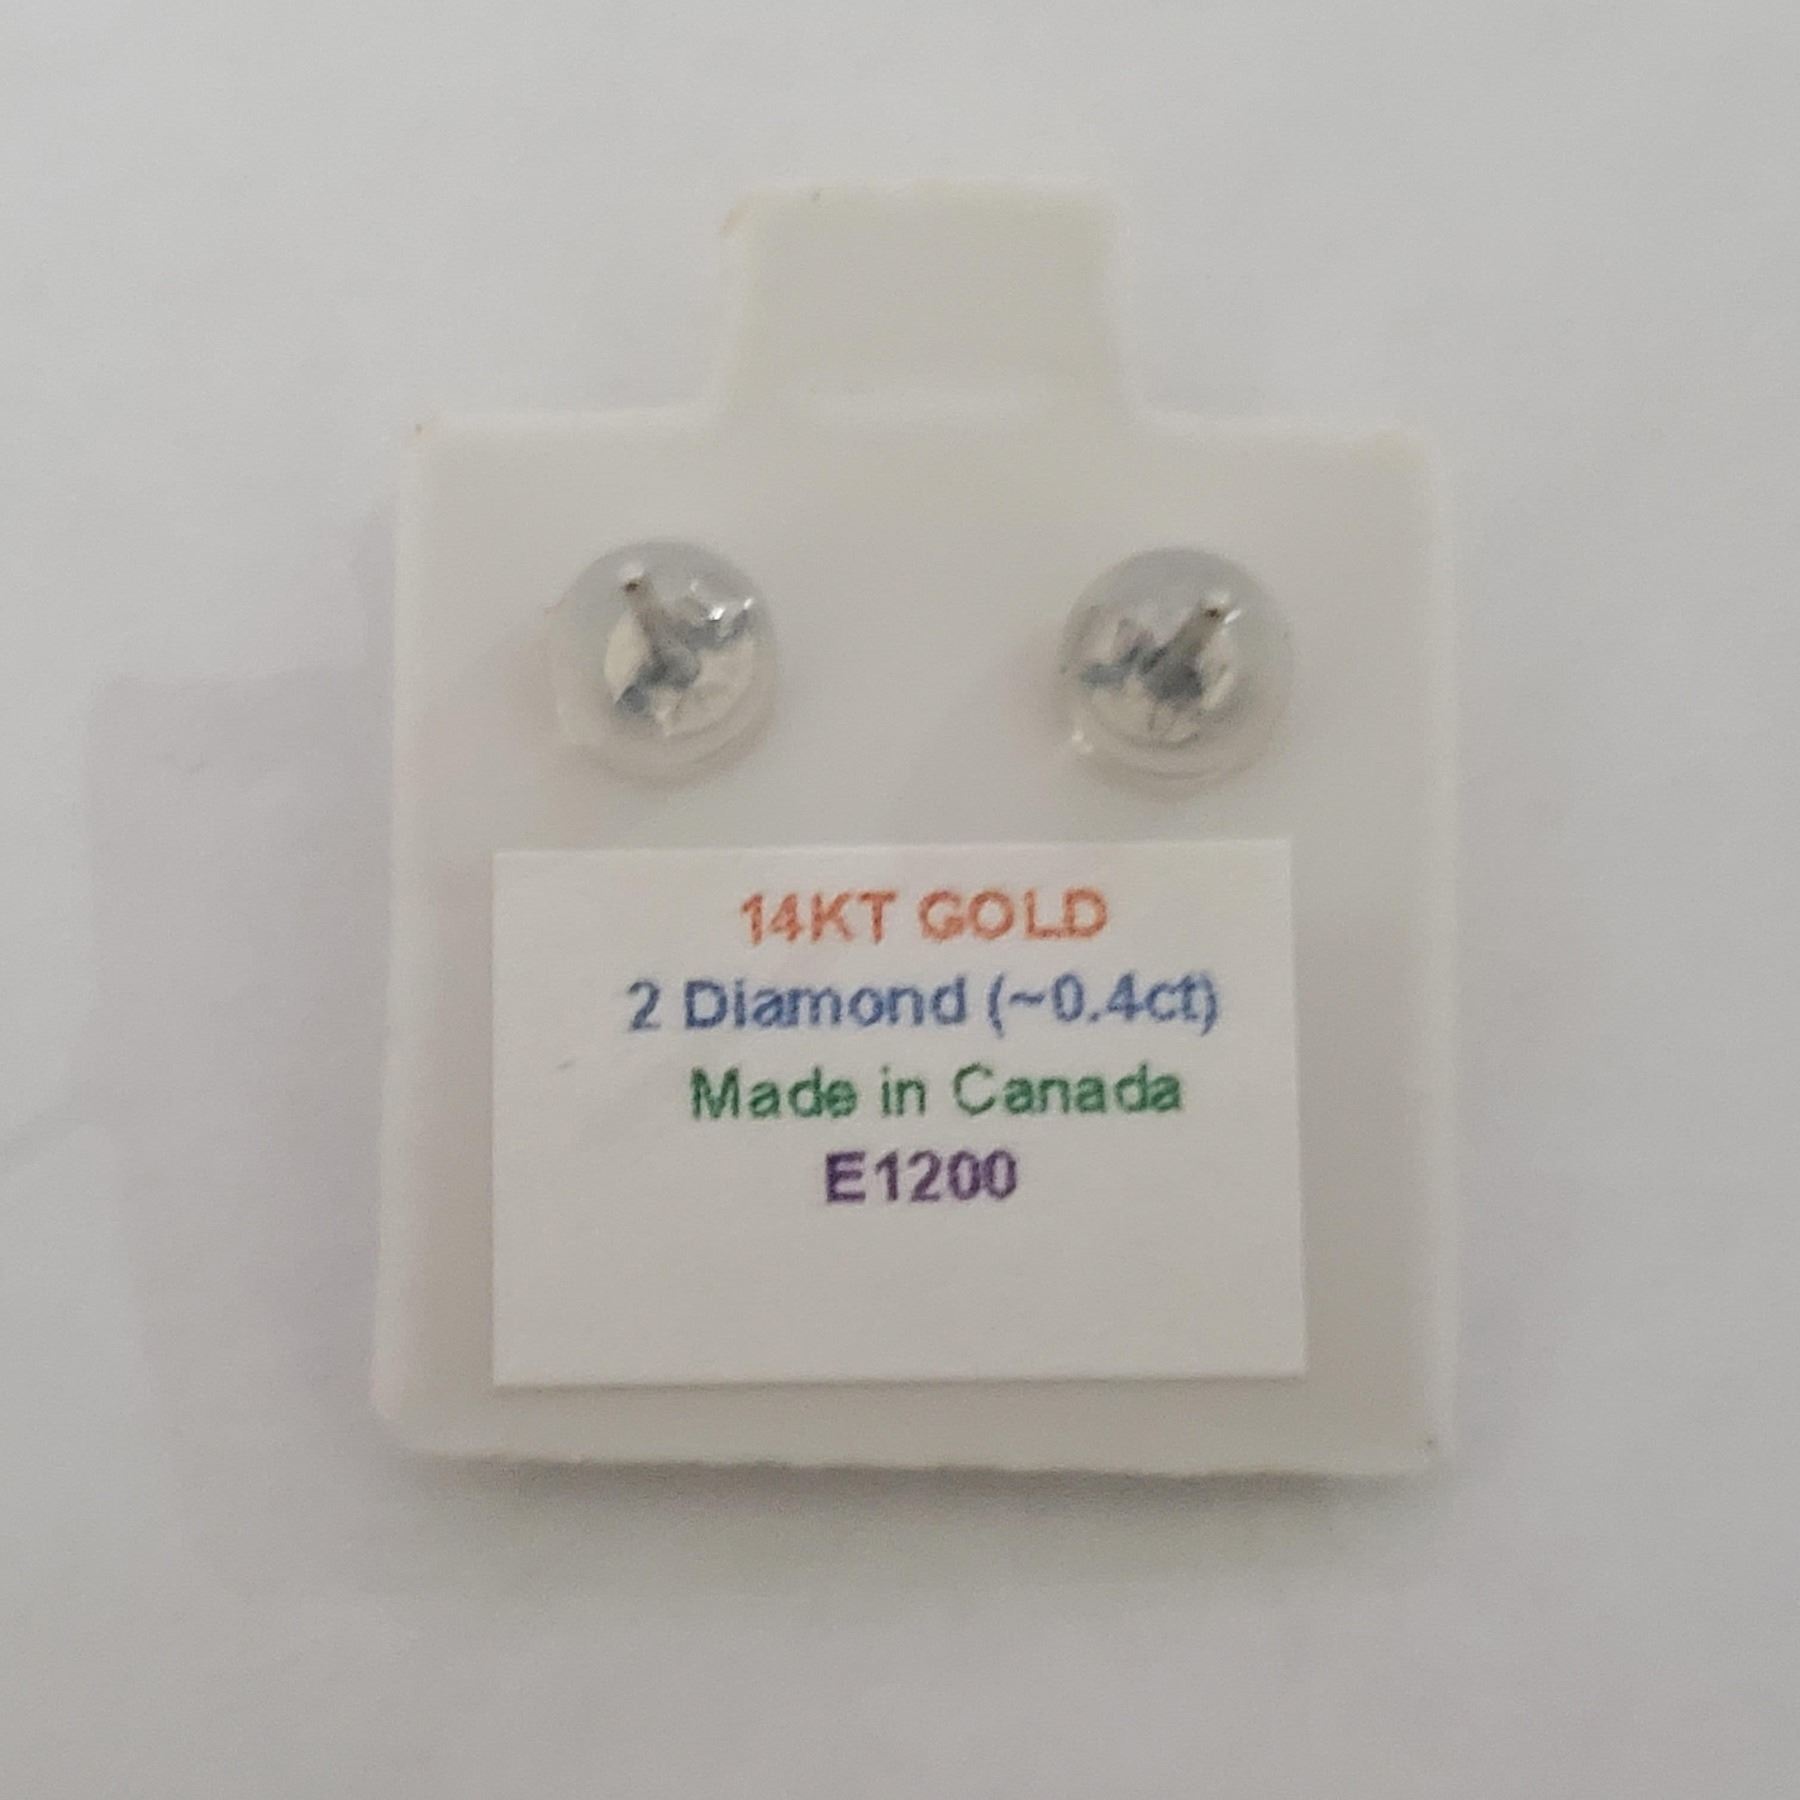 14KT GOLD
2 Diamond (~0.4ct)
Made in Canada
E1200